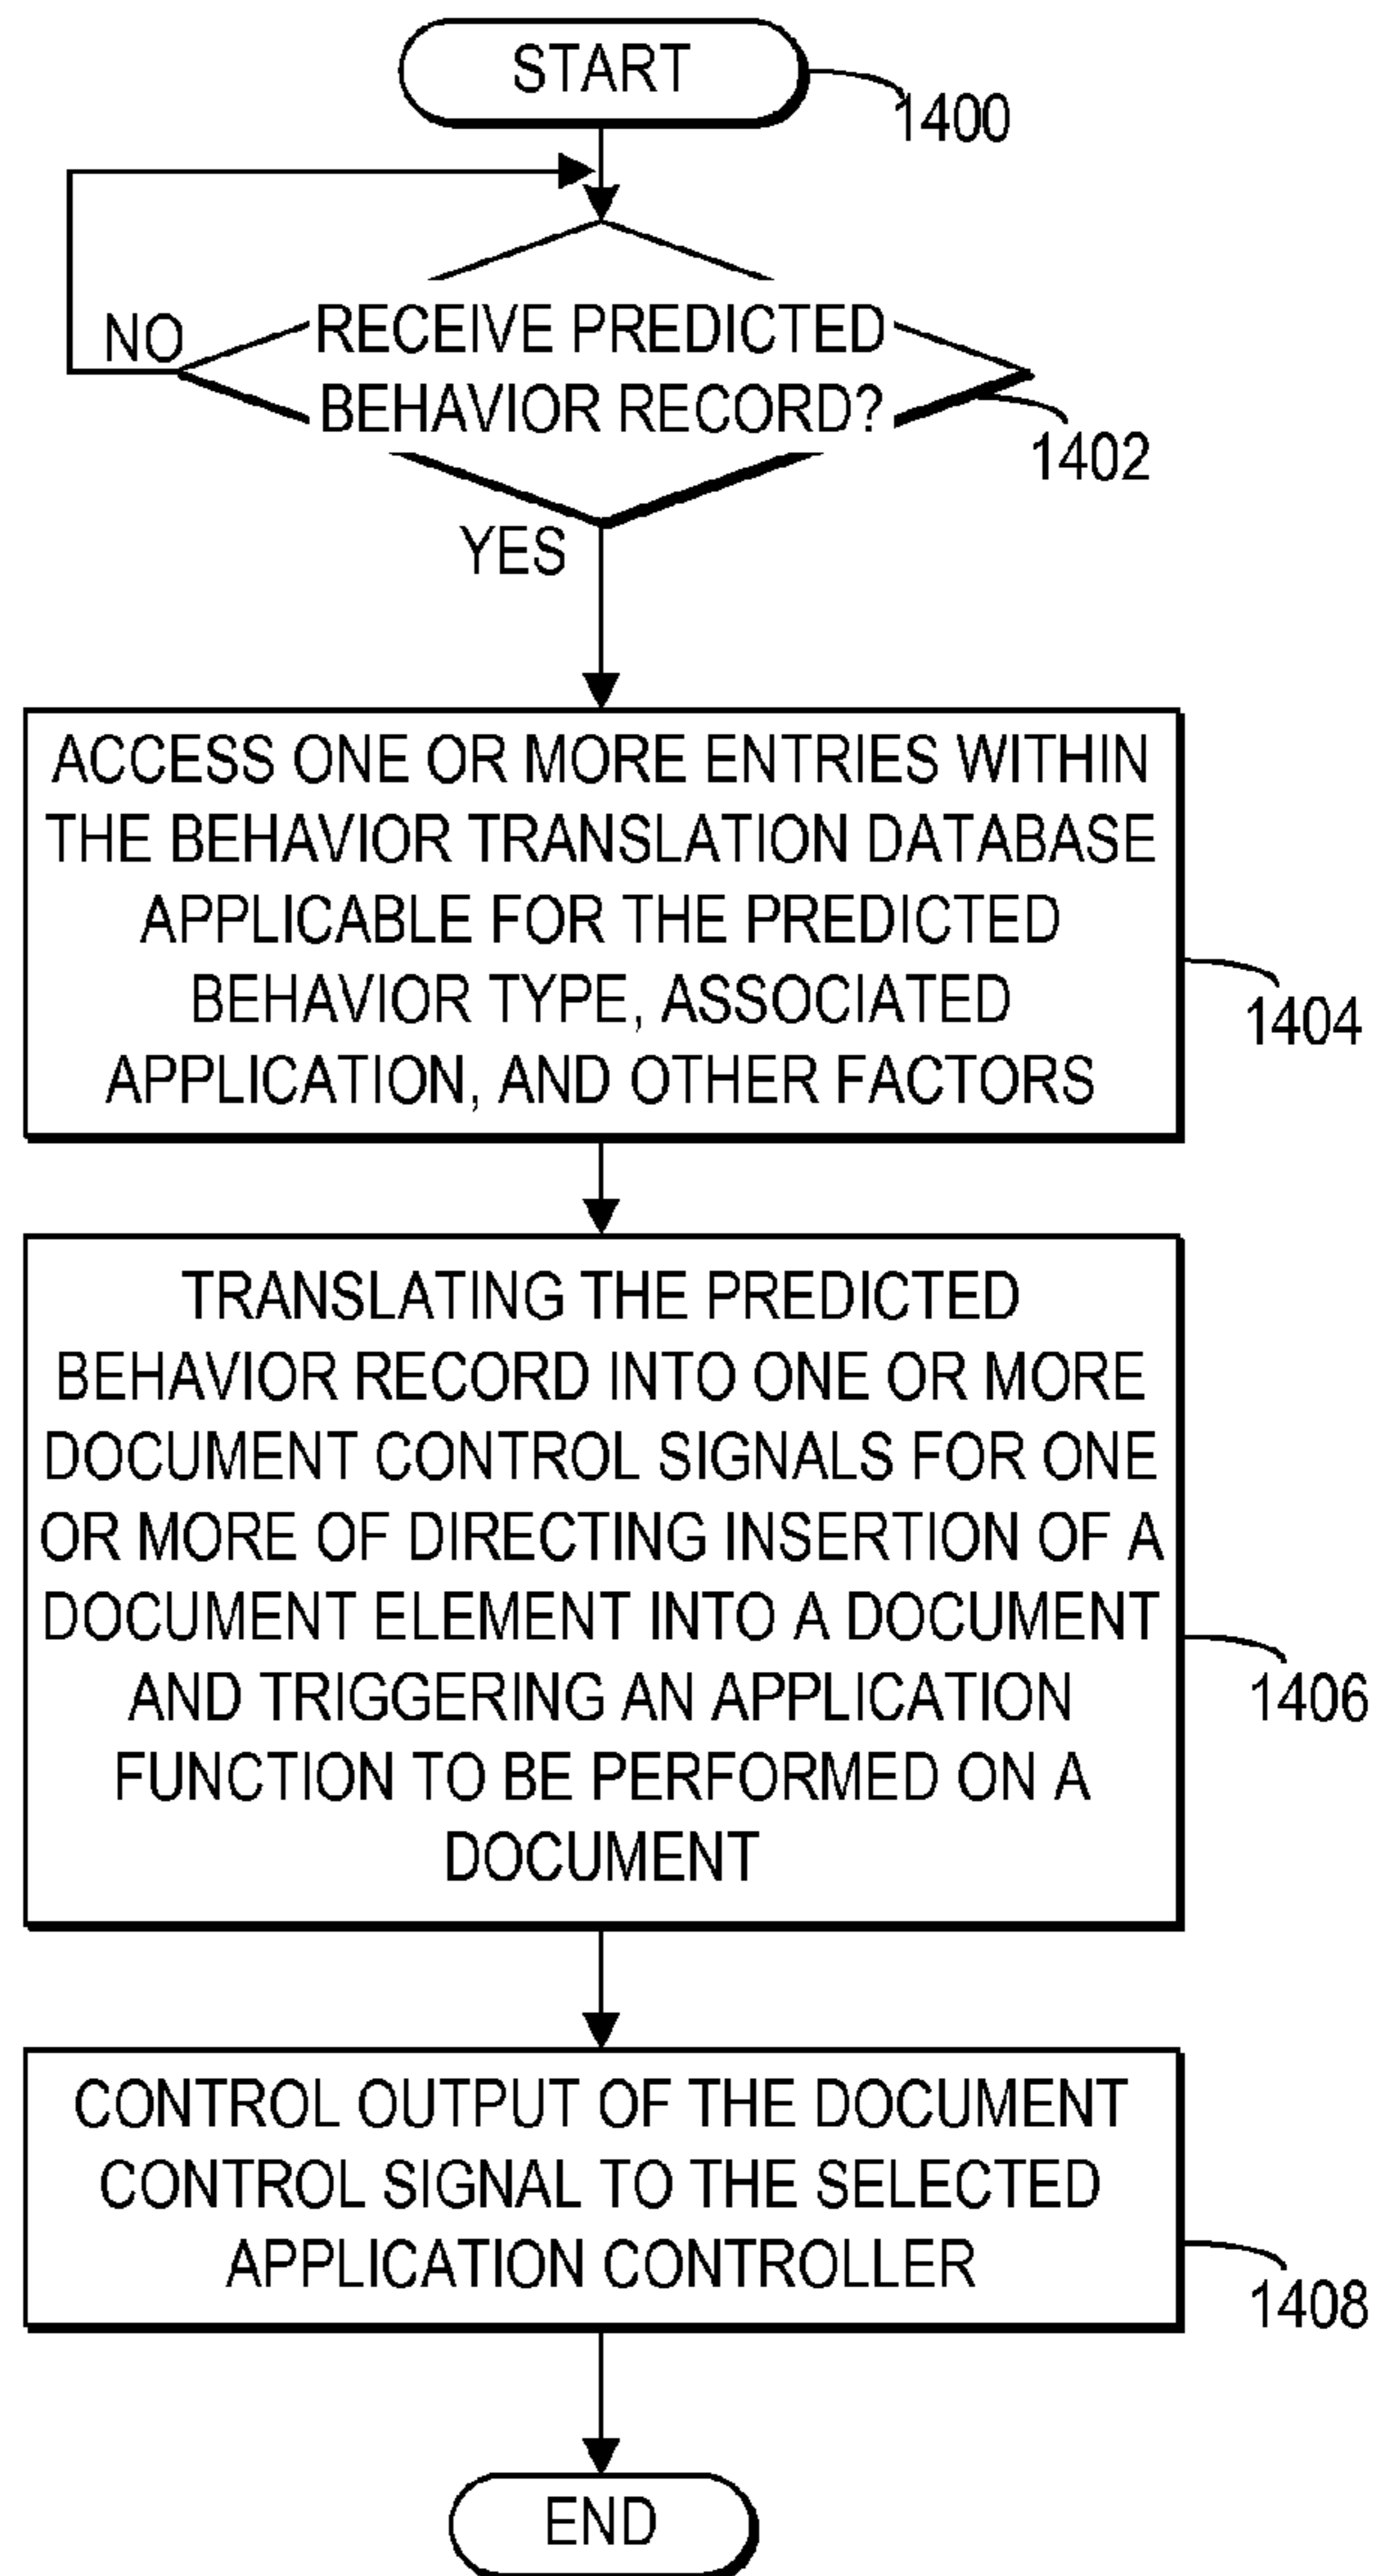 START
1400
NO
RECEIVE PREDICTED
BEHAVIOR RECORD?
1402
YES
ACCESS ONE OR MORE ENTRIES WITHIN
THE BEHAVIOR TRANSLATION DATABASE
APPLICABLE FOR THE PREDICTED
BEHAVIOR TYPE, ASSOCIATED
APPLICATION, AND OTHER FACTORS
1404
TRANSLATING THE PREDICTED
BEHAVIOR RECORD INTO ONE OR MORE
DOCUMENT CONTROL SIGNALS FOR ONE
OR MORE OF DIRECTING INSERTION OF A
DOCUMENT ELEMENT INTO A DOCUMENT
AND TRIGGERING AN APPLICATION
FUNCTION TO BE PERFORMED ON A
DOCUMENT
1406
CONTROL OUTPUT OF THE DOCUMENT
CONTROL SIGNAL TO THE SELECTED
APPLICATION CONTROLLER
1408
END